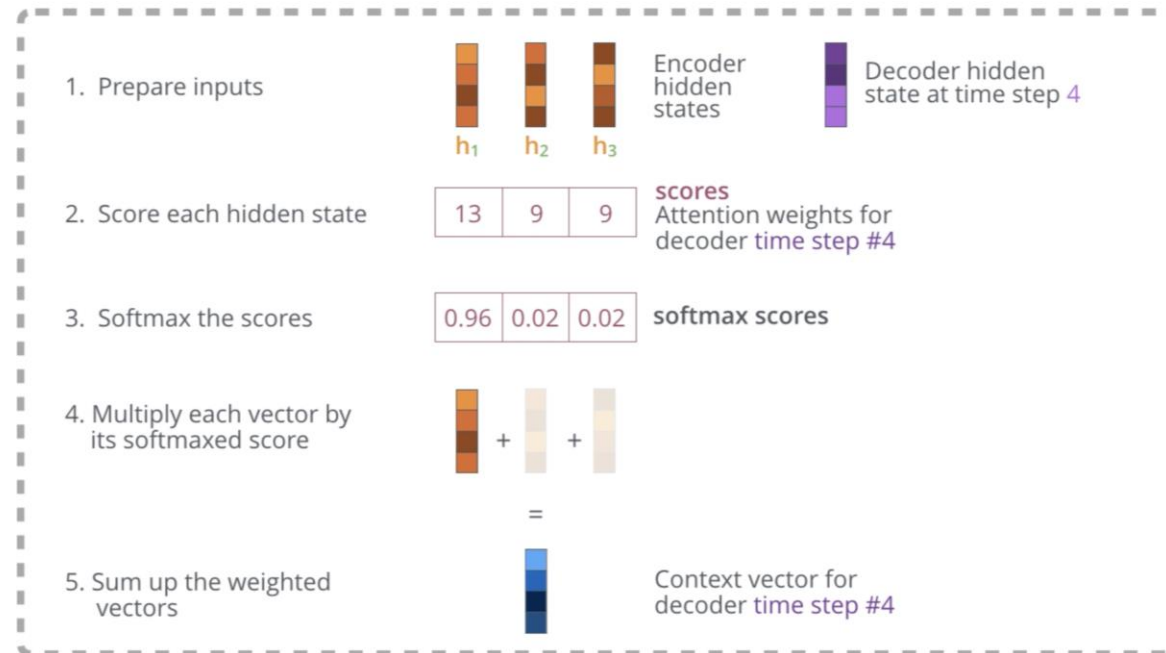 1. Prepare inputs
h₁ h₂ h₃
Encoder
hidden
states
Decoder hidden
state at time step 4
2. Score each hidden state
13 9 9
scores
Attention weights for
decoder time step #4
3. Softmax the scores
0.96 0.02 0.02
softmax scores
4. Multiply each vector by
its softmaxed score
+ +
=
5. Sum up the weighted
vectors
Context vector for
decoder time step #4